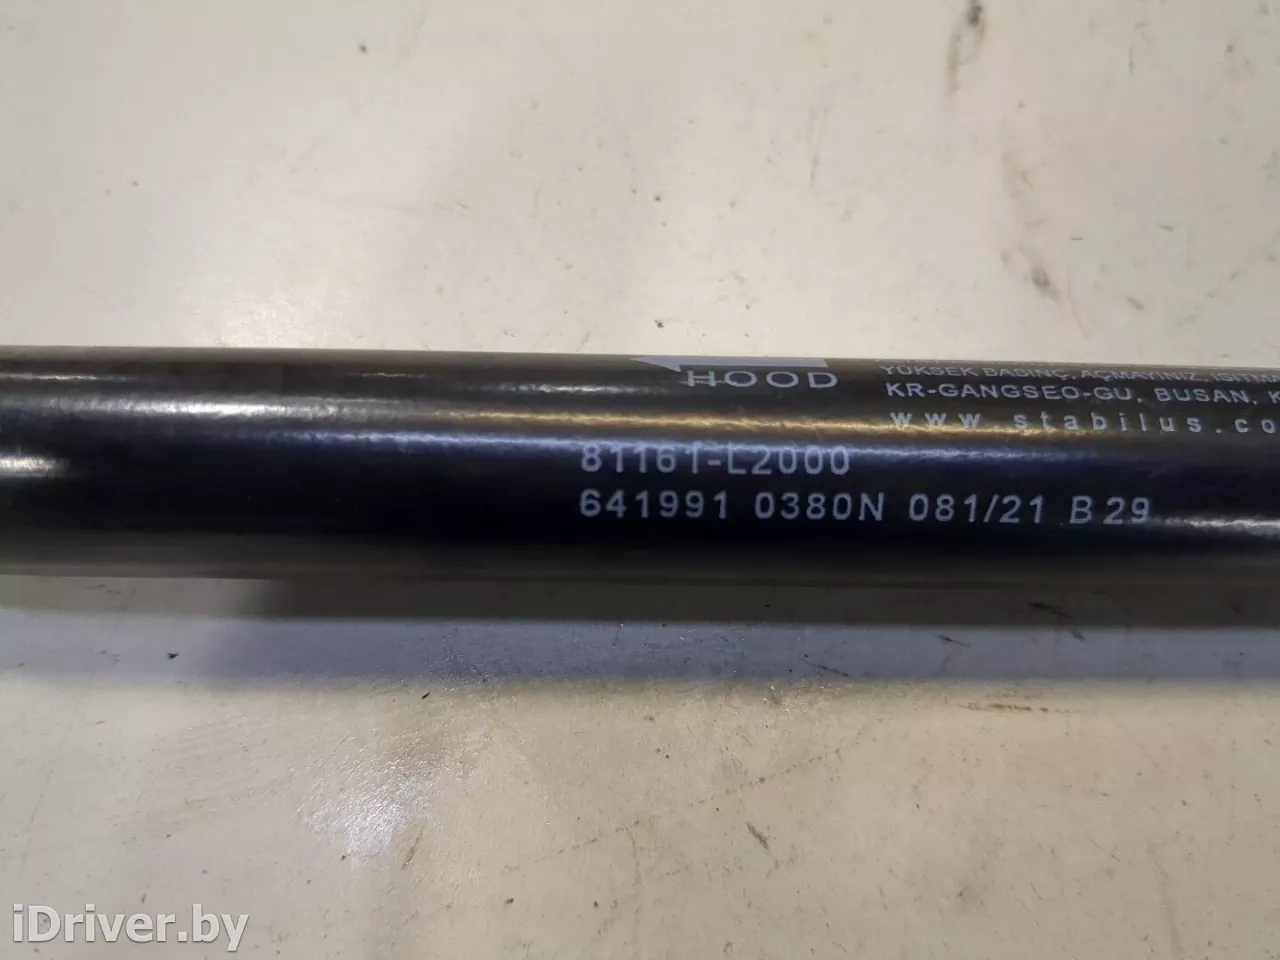 HOOD
YÜKSEK BASINÇ, AÇMAYINIZ, ISITMA
KR-GANGSEO-GU, BUSAN, K
www.stabilus.co
81161-L2000
641991 0380N 081/21 B29
iDriver.by